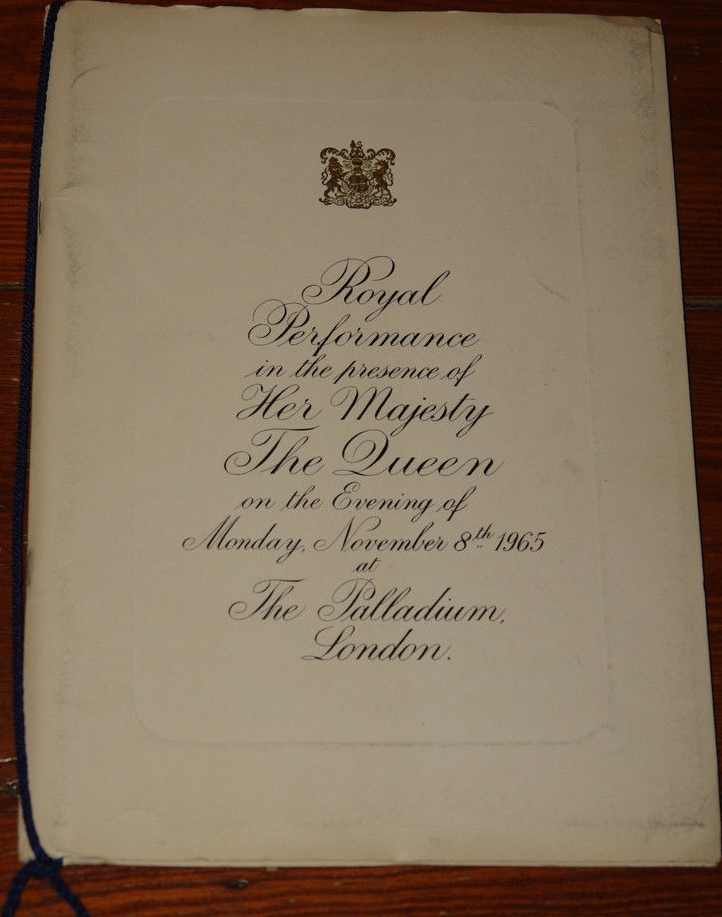 Royal
Performance
in the presence of
Her Majesty
The Queen
on the Evening of
Monday, November 8th 1965
at
The Palladium,
London.